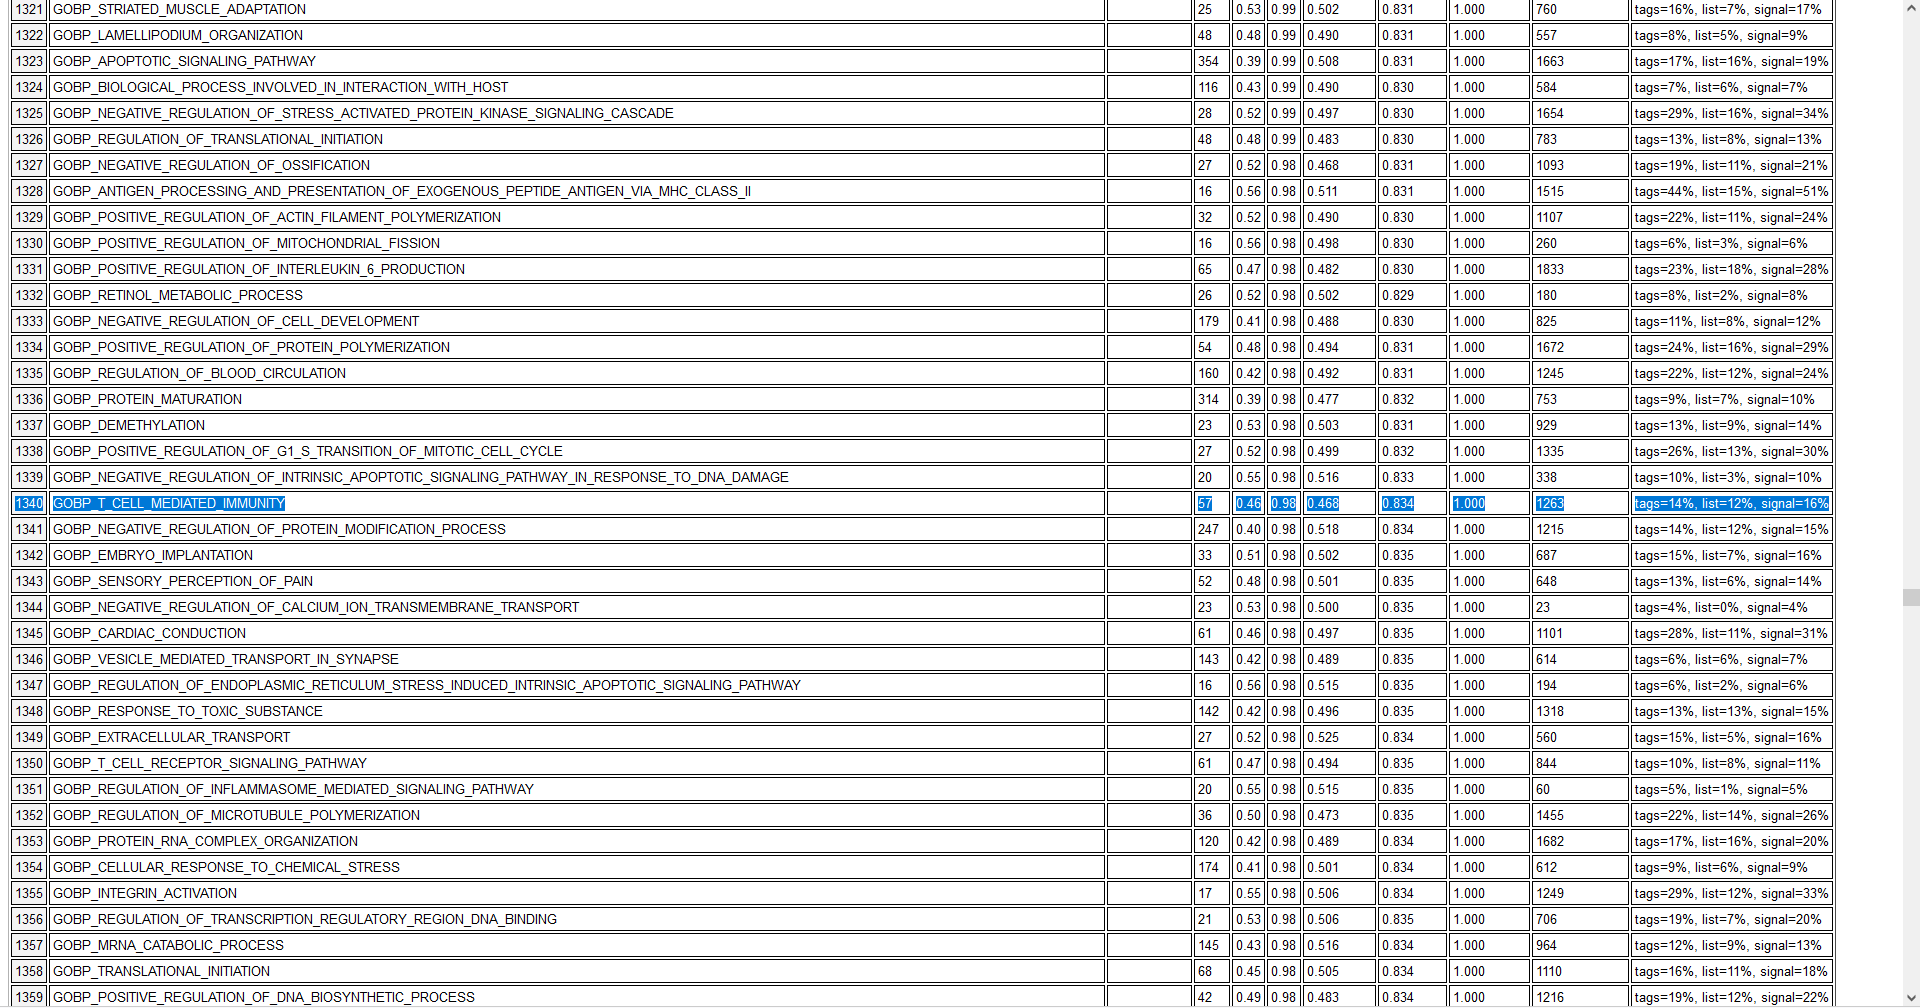 1321 GOBP_STRIATED_MUSCLE_ADAPTATION 25 0.53 0.99 0.502 0.831 1.000 760 tags=16%, list=7%, signal=17%
1322 GOBP_LAMELLIPODIUM_ORGANIZATION 48 0.48 0.99 0.490 0.831 1.000 557 tags=8%, list=5%, signal=9%
1323 GOBP_APOPTOTIC_SIGNALING_PATHWAY 354 0.39 0.99 0.508 0.831 1.000 1663 tags=17%, list=16%, signal=19%
1324 GOBP_BIOLOGICAL_PROCESS_INVOLVED_IN_INTERACTION_WITH_HOST 116 0.43 0.99 0.490 0.830 1.000 584 tags=7%, list=6%, signal=7%
1325 GOBP_NEGATIVE_REGULATION_OF_STRESS_ACTIVATED_PROTEIN_KINASE_SIGNALING_CASCADE 28 0.52 0.99 0.497 0.830 1.000 1654 tags=29%, list=16%, signal=34%
1326 GOBP_REGULATION_OF_TRANSLATIONAL_INITIATION 48 0.48 0.99 0.483 0.830 1.000 783 tags=13%, list=8%, signal=13%
1327 GOBP_NEGATIVE_REGULATION_OF_OSSIFICATION 27 0.52 0.98 0.468 0.831 1.000 1093 tags=19%, list=11%, signal=21%
1328 GOBP_ANTIGEN_PROCESSING_AND_PRESENTATION_OF_EXOGENOUS_PEPTIDE_ANTIGEN_VIA_MHC_CLASS_II 16 0.56 0.98 0.511 0.831 1.000 1515 tags=44%, list=15%, signal=51%
1329 GOBP_POSITIVE_REGULATION_OF_ACTIN_FILAMENT_POLYMERIZATION 32 0.52 0.98 0.490 0.830 1.000 1107 tags=22%, list=11%, signal=24%
1330 GOBP_POSITIVE_REGULATION_OF_MITOCHONDRIAL_FISSION 16 0.56 0.98 0.498 0.830 1.000 260 tags=6%, list=3%, signal=6%
1331 GOBP_POSITIVE_REGULATION_OF_INTERLEUKIN_6_PRODUCTION 65 0.47 0.98 0.482 0.830 1.000 1833 tags=23%, list=18%, signal=28%
1332 GOBP_RETINOL_METABOLIC_PROCESS 26 0.52 0.98 0.502 0.829 1.000 180 tags=8%, list=2%, signal=8%
1333 GOBP_NEGATIVE_REGULATION_OF_CELL_DEVELOPMENT 179 0.41 0.98 0.488 0.830 1.000 825 tags=11%, list=8%, signal=12%
1334 GOBP_POSITIVE_REGULATION_OF_PROTEIN_POLYMERIZATION 54 0.48 0.98 0.494 0.831 1.000 1672 tags=24%, list=16%, signal=29%
1335 GOBP_REGULATION_OF_BLOOD_CIRCULATION 160 0.42 0.98 0.492 0.831 1.000 1245 tags=22%, list=12%, signal=24%
1336 GOBP_PROTEIN_MATURATION 314 0.39 0.98 0.477 0.832 1.000 753 tags=9%, list=7%, signal=10%
1337 GOBP_DEMETHYLATION 23 0.53 0.98 0.503 0.831 1.000 929 tags=13%, list=9%, signal=14%
1338 GOBP_POSITIVE_REGULATION_OF_G1_S_TRANSITION_OF_MITOTIC_CELL_CYCLE 27 0.52 0.98 0.499 0.832 1.000 1335 tags=26%, list=13%, signal=30%
1339 GOBP_NEGATIVE_REGULATION_OF_INTRINSIC_APOPTOTIC_SIGNALING_PATHWAY_IN_RESPONSE_TO_DNA_DAMAGE 20 0.55 0.98 0.516 0.833 1.000 338 tags=10%, list=3%, signal=10%
1340 GOBP_T_CELL_MEDIATED_IMMUNITY 57 0.46 0.98 0.468 0.834 1.000 1263 tags=14%, list=12%, signal=16%
1341 GOBP_NEGATIVE_REGULATION_OF_PROTEIN_MODIFICATION_PROCESS 247 0.40 0.98 0.518 0.834 1.000 1215 tags=14%, list=12%, signal=15%
1342 GOBP_EMBRYO_IMPLANTATION 33 0.51 0.98 0.502 0.835 1.000 687 tags=15%, list=7%, signal=16%
1343 GOBP_SENSORY_PERCEPTION_OF_PAIN 52 0.48 0.98 0.501 0.835 1.000 648 tags=13%, list=6%, signal=14%
1344 GOBP_NEGATIVE_REGULATION_OF_CALCIUM_ION_TRANSMEMBRANE_TRANSPORT 23 0.53 0.98 0.500 0.835 1.000 23 tags=4%, list=0%, signal=4%
1345 GOBP_CARDIAC_CONDUCTION 61 0.46 0.98 0.497 0.835 1.000 1101 tags=28%, list=11%, signal=31%
1346 GOBP_VESICLE_MEDIATED_TRANSPORT_IN_SYNAPSE 143 0.42 0.98 0.489 0.835 1.000 614 tags=6%, list=6%, signal=7%
1347 GOBP_REGULATION_OF_ENDOPLASMIC_RETICULUM_STRESS_INDUCED_INTRINSIC_APOPTOTIC_SIGNALING_PATHWAY 16 0.56 0.98 0.515 0.835 1.000 194 tags=6%, list=2%, signal=6%
1348 GOBP_RESPONSE_TO_TOXIC_SUBSTANCE 142 0.42 0.98 0.496 0.835 1.000 1318 tags=13%, list=13%, signal=15%
1349 GOBP_EXTRACELLULAR_TRANSPORT 27 0.52 0.98 0.525 0.834 1.000 560 tags=15%, list=5%, signal=16%
1350 GOBP_T_CELL_RECEPTOR_SIGNALING_PATHWAY 61 0.47 0.98 0.494 0.835 1.000 844 tags=10%, list=8%, signal=11%
1351 GOBP_REGULATION_OF_INFLAMMASOME_MEDIATED_SIGNALING_PATHWAY 20 0.55 0.98 0.515 0.835 1.000 60 tags=5%, list=1%, signal=5%
1352 GOBP_REGULATION_OF_MICROTUBULE_POLYMERIZATION 36 0.50 0.98 0.473 0.835 1.000 1455 tags=22%, list=14%, signal=26%
1353 GOBP_PROTEIN_RNA_COMPLEX_ORGANIZATION 120 0.42 0.98 0.489 0.834 1.000 1682 tags=17%, list=16%, signal=20%
1354 GOBP_CELLULAR_RESPONSE_TO_CHEMICAL_STRESS 174 0.41 0.98 0.501 0.834 1.000 612 tags=9%, list=6%, signal=9%
1355 GOBP_INTEGRIN_ACTIVATION 17 0.55 0.98 0.506 0.834 1.000 1249 tags=29%, list=12%, signal=33%
1356 GOBP_REGULATION_OF_TRANSCRIPTION_REGULATORY_REGION_DNA_BINDING 21 0.53 0.98 0.506 0.835 1.000 706 tags=19%, list=7%, signal=20%
1357 GOBP_MRNA_CATABOLIC_PROCESS 145 0.43 0.98 0.516 0.834 1.000 964 tags=12%, list=9%, signal=13%
1358 GOBP_TRANSLATIONAL_INITIATION 68 0.45 0.98 0.505 0.834 1.000 1110 tags=16%, list=11%, signal=18%
1359 GOBP_POSITIVE_REGULATION_OF_DNA_BIOSYNTHETIC_PROCESS 42 0.49 0.98 0.483 0.834 1.000 1216 tags=19%, list=12%, signal=22%